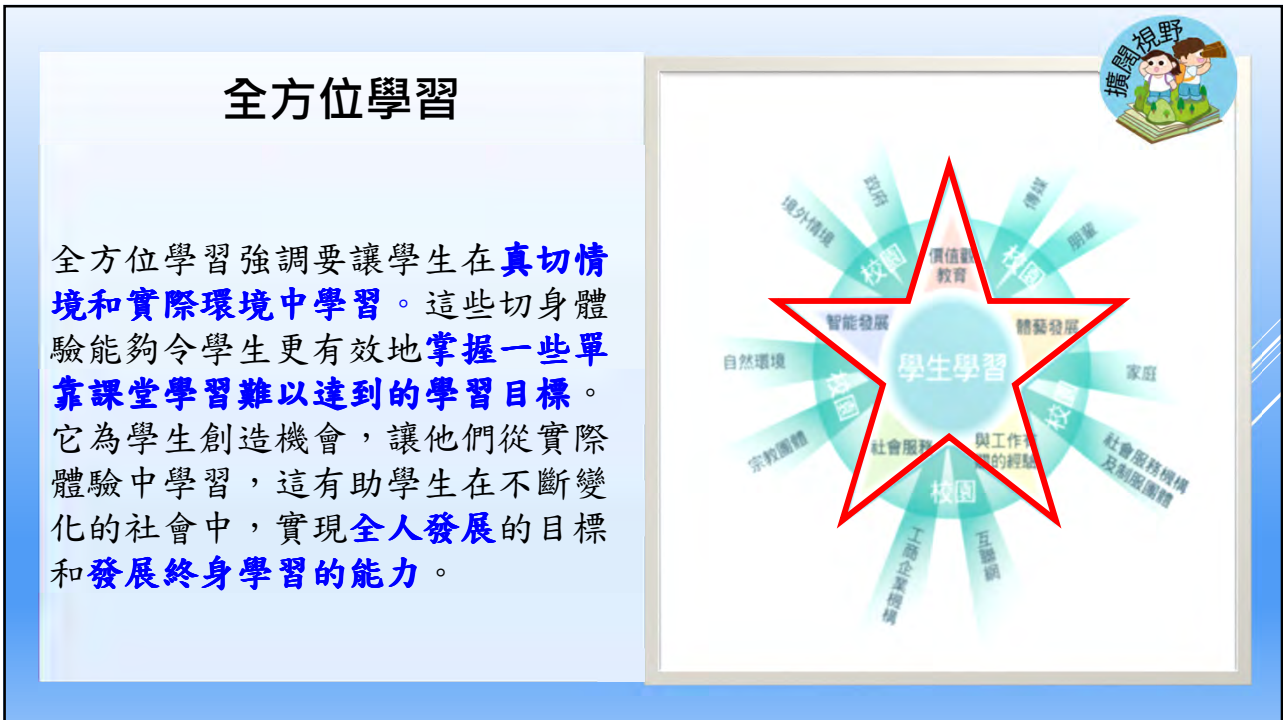 全方位學習
全方位學習強調要讓學生在真切情
境和實際環境中學習。這些切身體
驗能夠令學生更有效地掌握一些單
靠課堂學習難以達到的學習目標。
它為學生創造機會，讓他們從實際
體驗中學習，這有助學生在不斷變
化的社會中，實現全人發展的目標
和發展終身學習的能力。
擴闊視野
政府
傳媒
境外情境
朋輩
校園
價值觀
教育
校園
智能發展
體藝發展
自然環境
學生學習
家庭
校園
校園
宗教團體
社會服務
與工作有
關的經驗
社會服務機構
及制服團體
校園
工商企業機構
互聯網